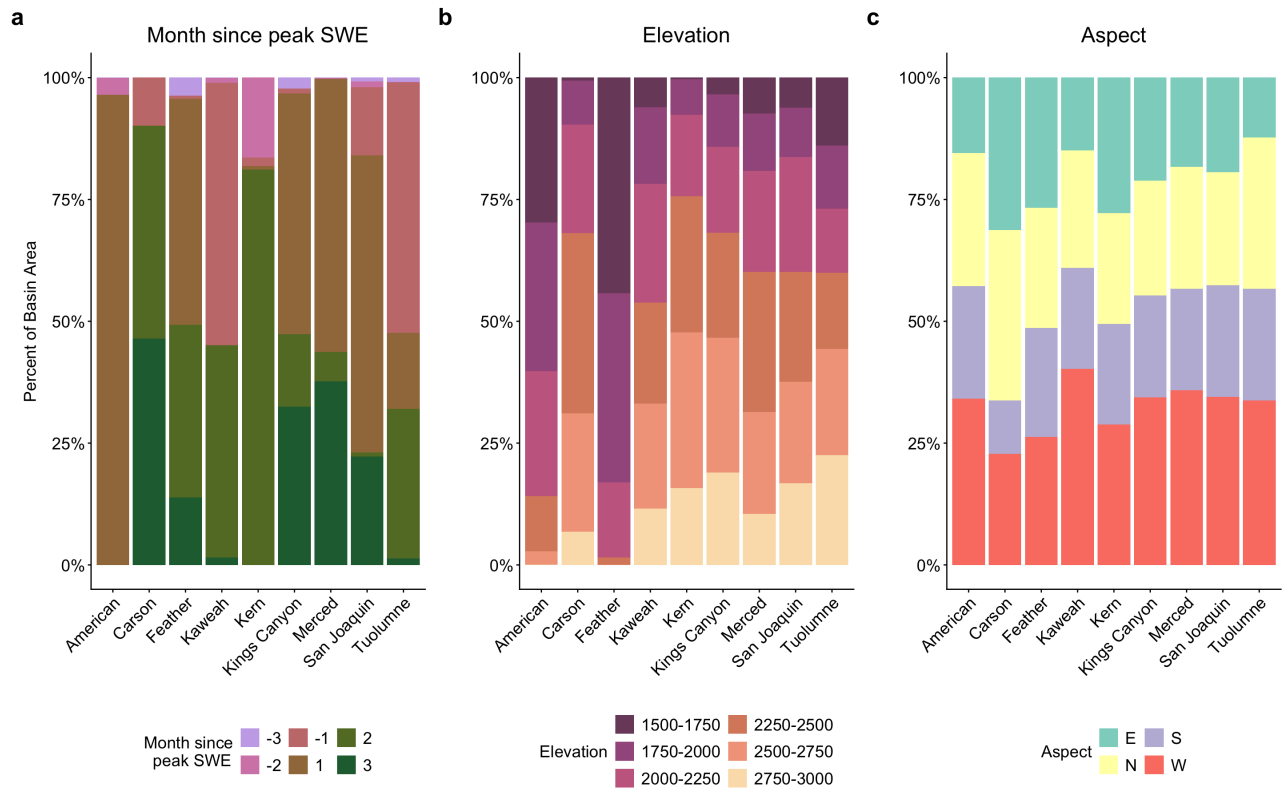 a
Month since peak SWE
Percent of Basin Area
100%
75%
50%
25%
0%
American
Carson
Feather
Kaweah
Kern
Kings Canyon
Merced
San Joaquin
Tuolumne
Month since
peak SWE
-3
-1
2
-2
1
3
b
Elevation
100%
75%
50%
25%
0%
American
Carson
Feather
Kaweah
Kern
Kings Canyon
Merced
San Joaquin
Tuolumne
Elevation
1500-1750
2250-2500
1750-2000
2500-2750
2000-2250
2750-3000
c
Aspect
100%
75%
50%
25%
0%
American
Carson
Feather
Kaweah
Kern
Kings Canyon
Merced
San Joaquin
Tuolumne
Aspect
E
S
N
W